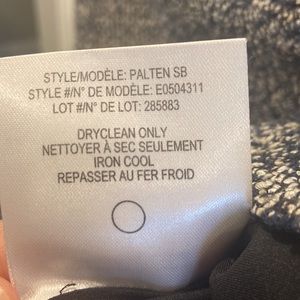 STYLE/MODÈLE: PALTEN SB
STYLE #/N° DE MODÈLE: E0504311
LOT #/N° DE LOT: 285883
DRYCLEAN ONLY
NETTOYER À SEC SEULEMENT
IRON COOL
REPASSER AU FER FROID